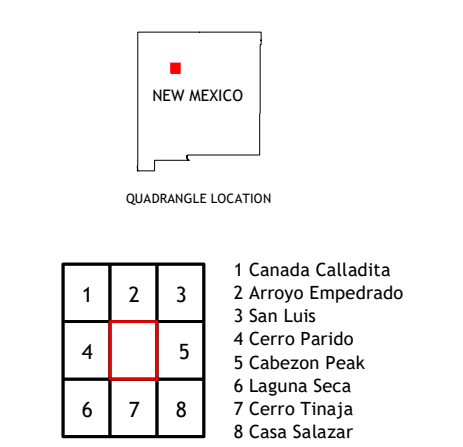 NEW MEXICO
QUADRANGLE LOCATION
1 2 3
4 5
6 7 8
1 Canada Calladita
2 Arroyo Empedrado
3 San Luis
4 Cerro Parido
5 Cabezon Peak
6 Laguna Seca
7 Cerro Tinaja
8 Casa Salazar